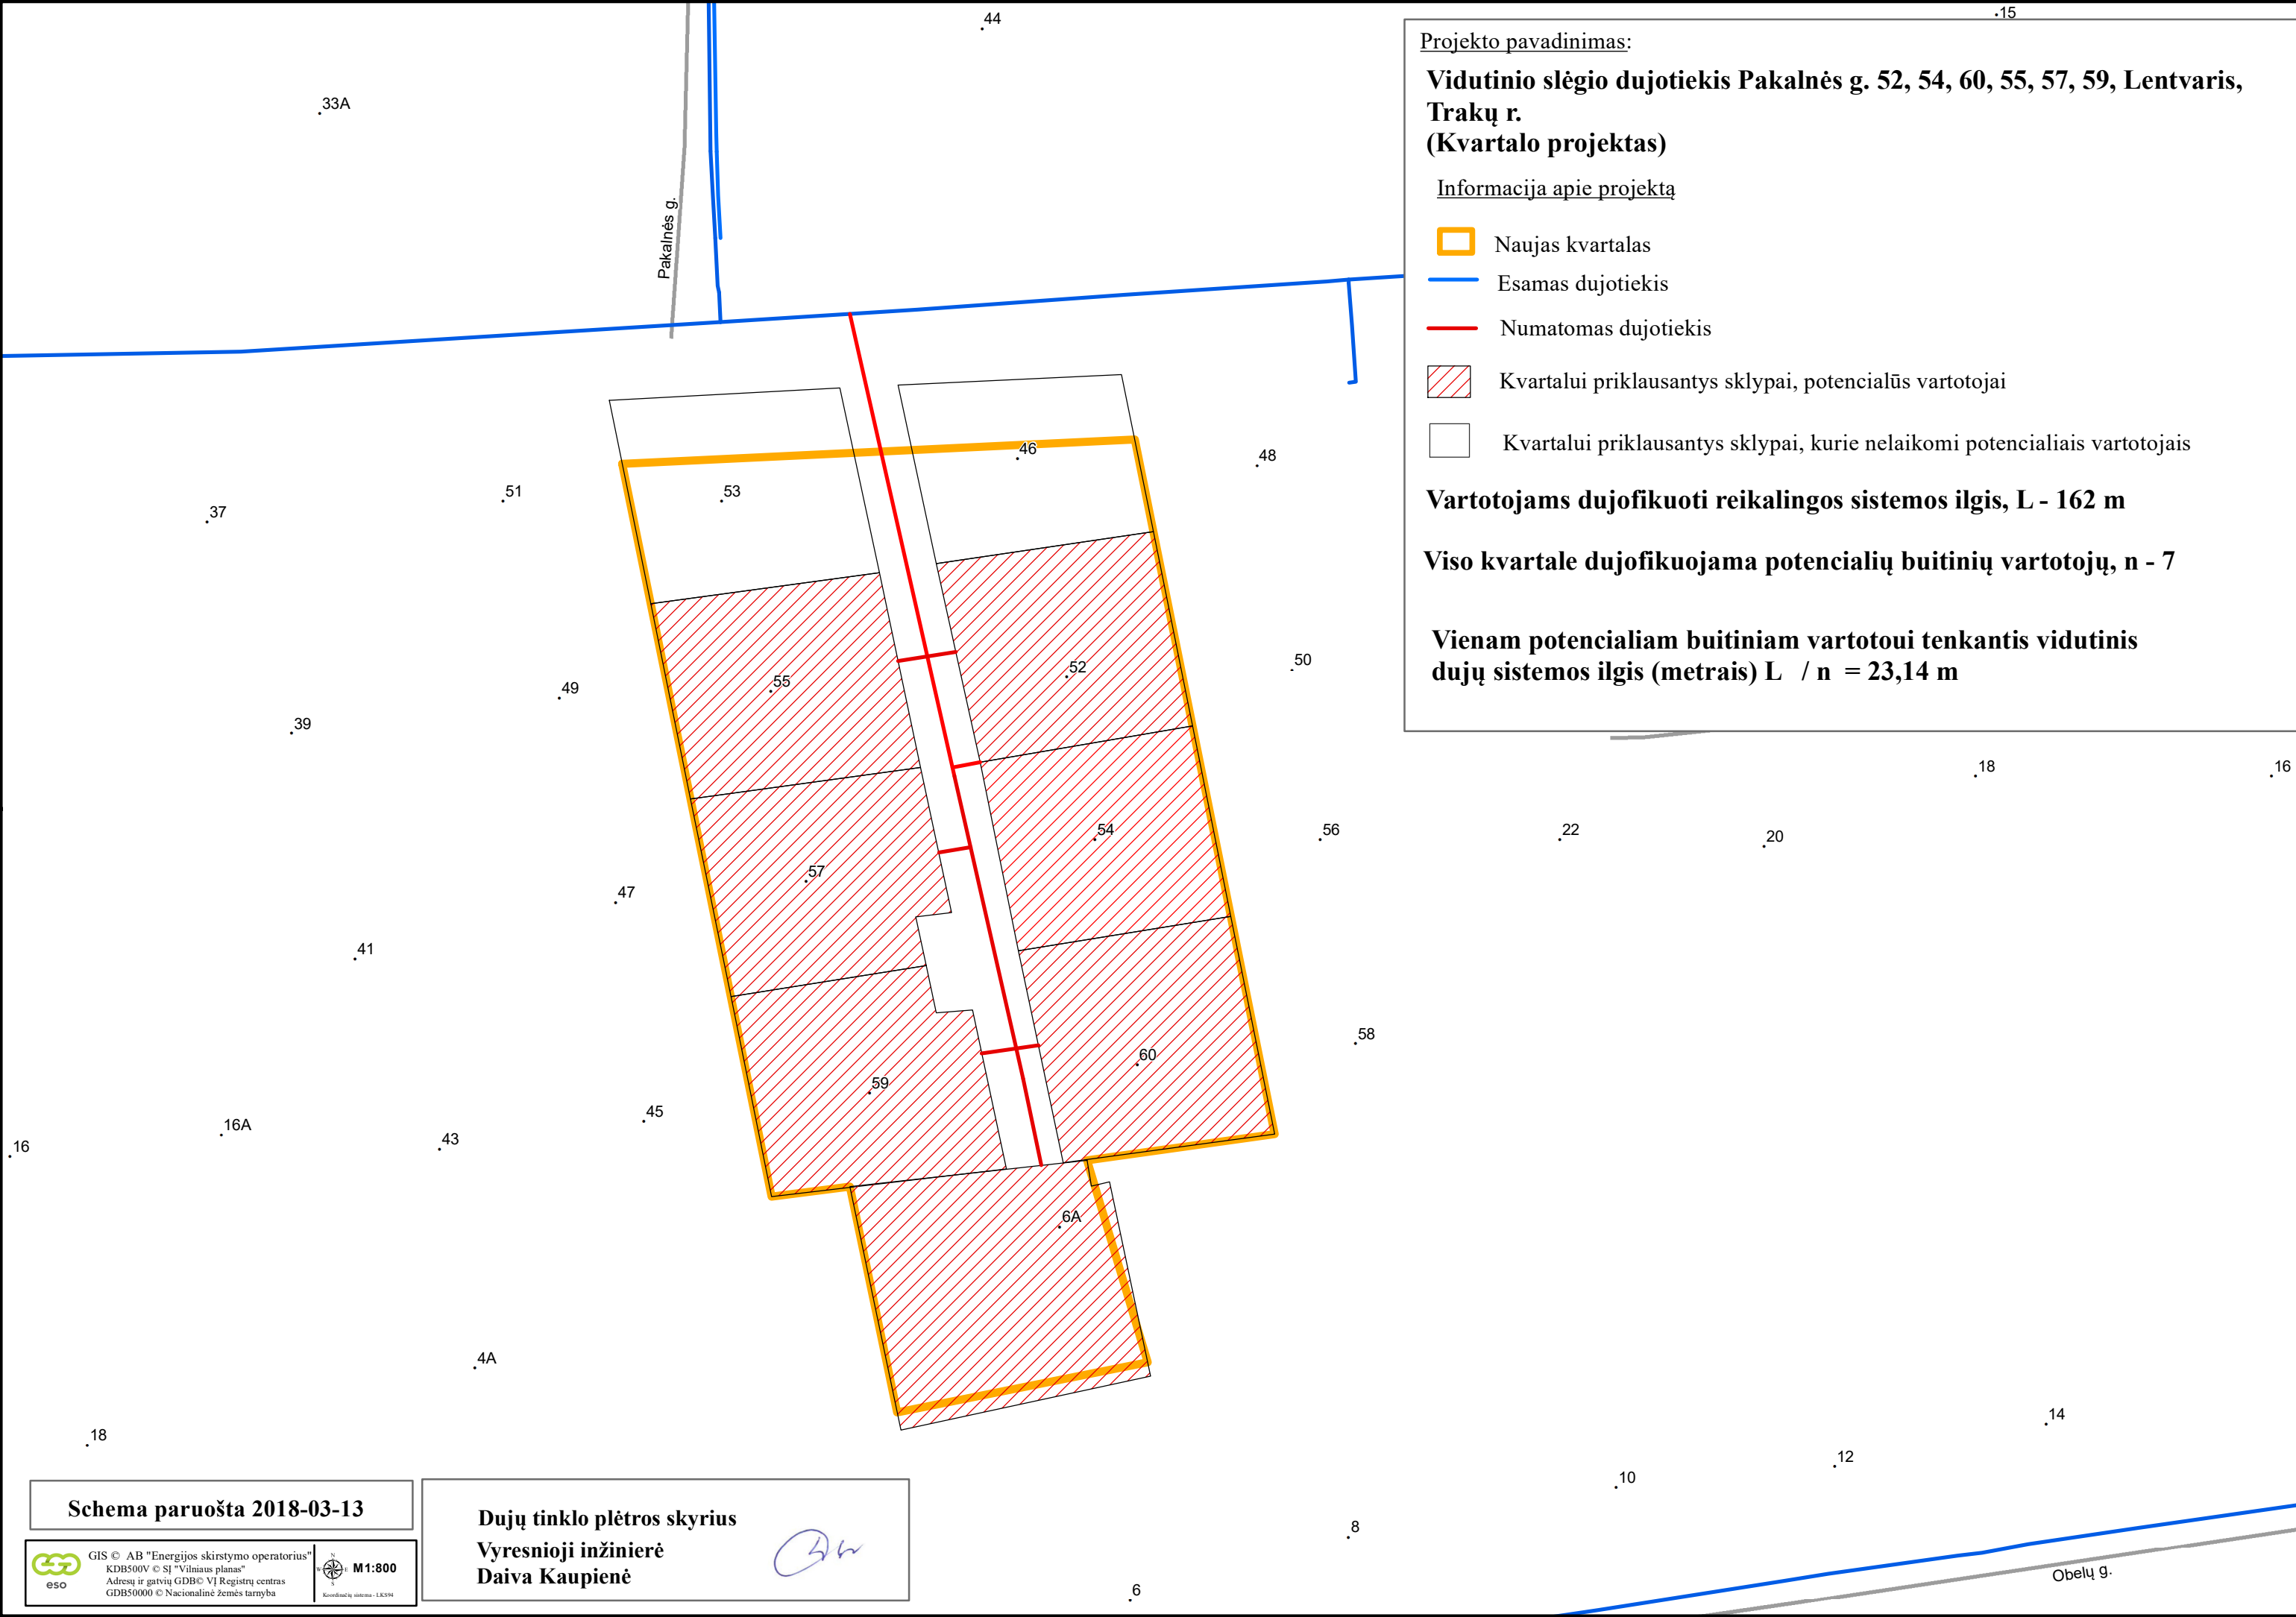 44
.15
33A
Projekto pavadinimas:
Vidutinio slėgio dujotiekis Pakalnės g. 52, 54, 60, 55, 57, 59, Lentvaris,
Trakų r.
(Kvartalo projektas)
Informacija apie projektą
Naujas kvartalas
Esamas dujotiekis
Numatomas dujotiekis
Kvartalui priklausantys sklypai, potencialūs vartotojai
Kvartalui priklausantys sklypai, kurie nelaikomi potencialiais vartotojais
Vartotojams dujofikuoti reikalingos sistemos ilgis, L - 162 m
Viso kvartale dujofikuojama potencialių buitinių vartotojų, n - 7
Vienam potencialiam buitiniam vartotoui tenkantis vidutinis
dujų sistemos ilgis (metrais) L / n = 23,14 m
Pakalnės g.
46
48
37
51
53
49
55
52
50
39
18
16
57
54
56
22
20
47
41
58
60
59
45
16A
43
16
6A
4A
18
14
12
10
8
6
Obelų g.
Schema paruošta 2018-03-13
Dujų tinklo plėtros skyrius
Vyresnioji inžinierė
Daiva Kaupienė
eso
GIS © AB "Energijos skirstymo operatorius"
KDB500V © SĮ "Vilniaus planas"
Adresų ir gatvių GDB© VĮ Registrų centras
GDB50000 © Nacionalinė žemės tarnyba
N
W
E
S
M1:800
Koordinačių sistema - LKS94